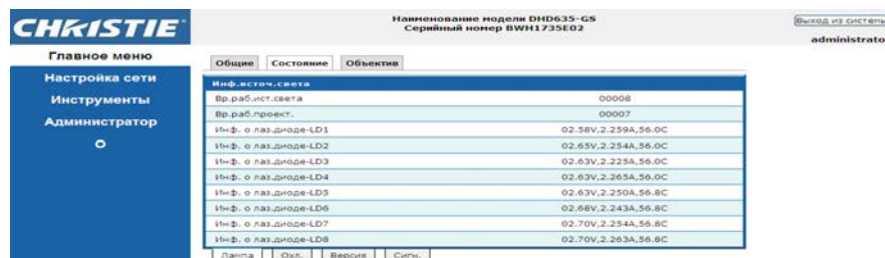 CHRISTIE
Наименование модели DHD635-GS
Серийный номер BWH1735E02
Выход из систем
administrato
Главное меню
Настройка сети
Инструменты
Администратор
О
Общие Состояние Объектив
Инф.источ.света
Вр.раб.ист.света 00008
Вр.раб.проект. 00007
Инф. о лаз.диоде-LD1 02.58V,2.259A,56.0C
Инф. о лаз.диоде-LD2 02.65V,2.254A,56.0C
Инф. о лаз.диоде-LD3 02.63V,2.225A,56.0C
Инф. о лаз.диоде-LD4 02.63V,2.265A,56.0C
Инф. о лаз.диоде-LD5 02.63V,2.250A,56.8C
Инф. о лаз.диоде-LD6 02.68V,2.243A,56.8C
Инф. о лаз.диоде-LD7 02.70V,2.254A,56.8C
Инф. о лаз.диоде-LD8 02.70V,2.263A,56.8C
Лампа Охл. Версия Сигн.